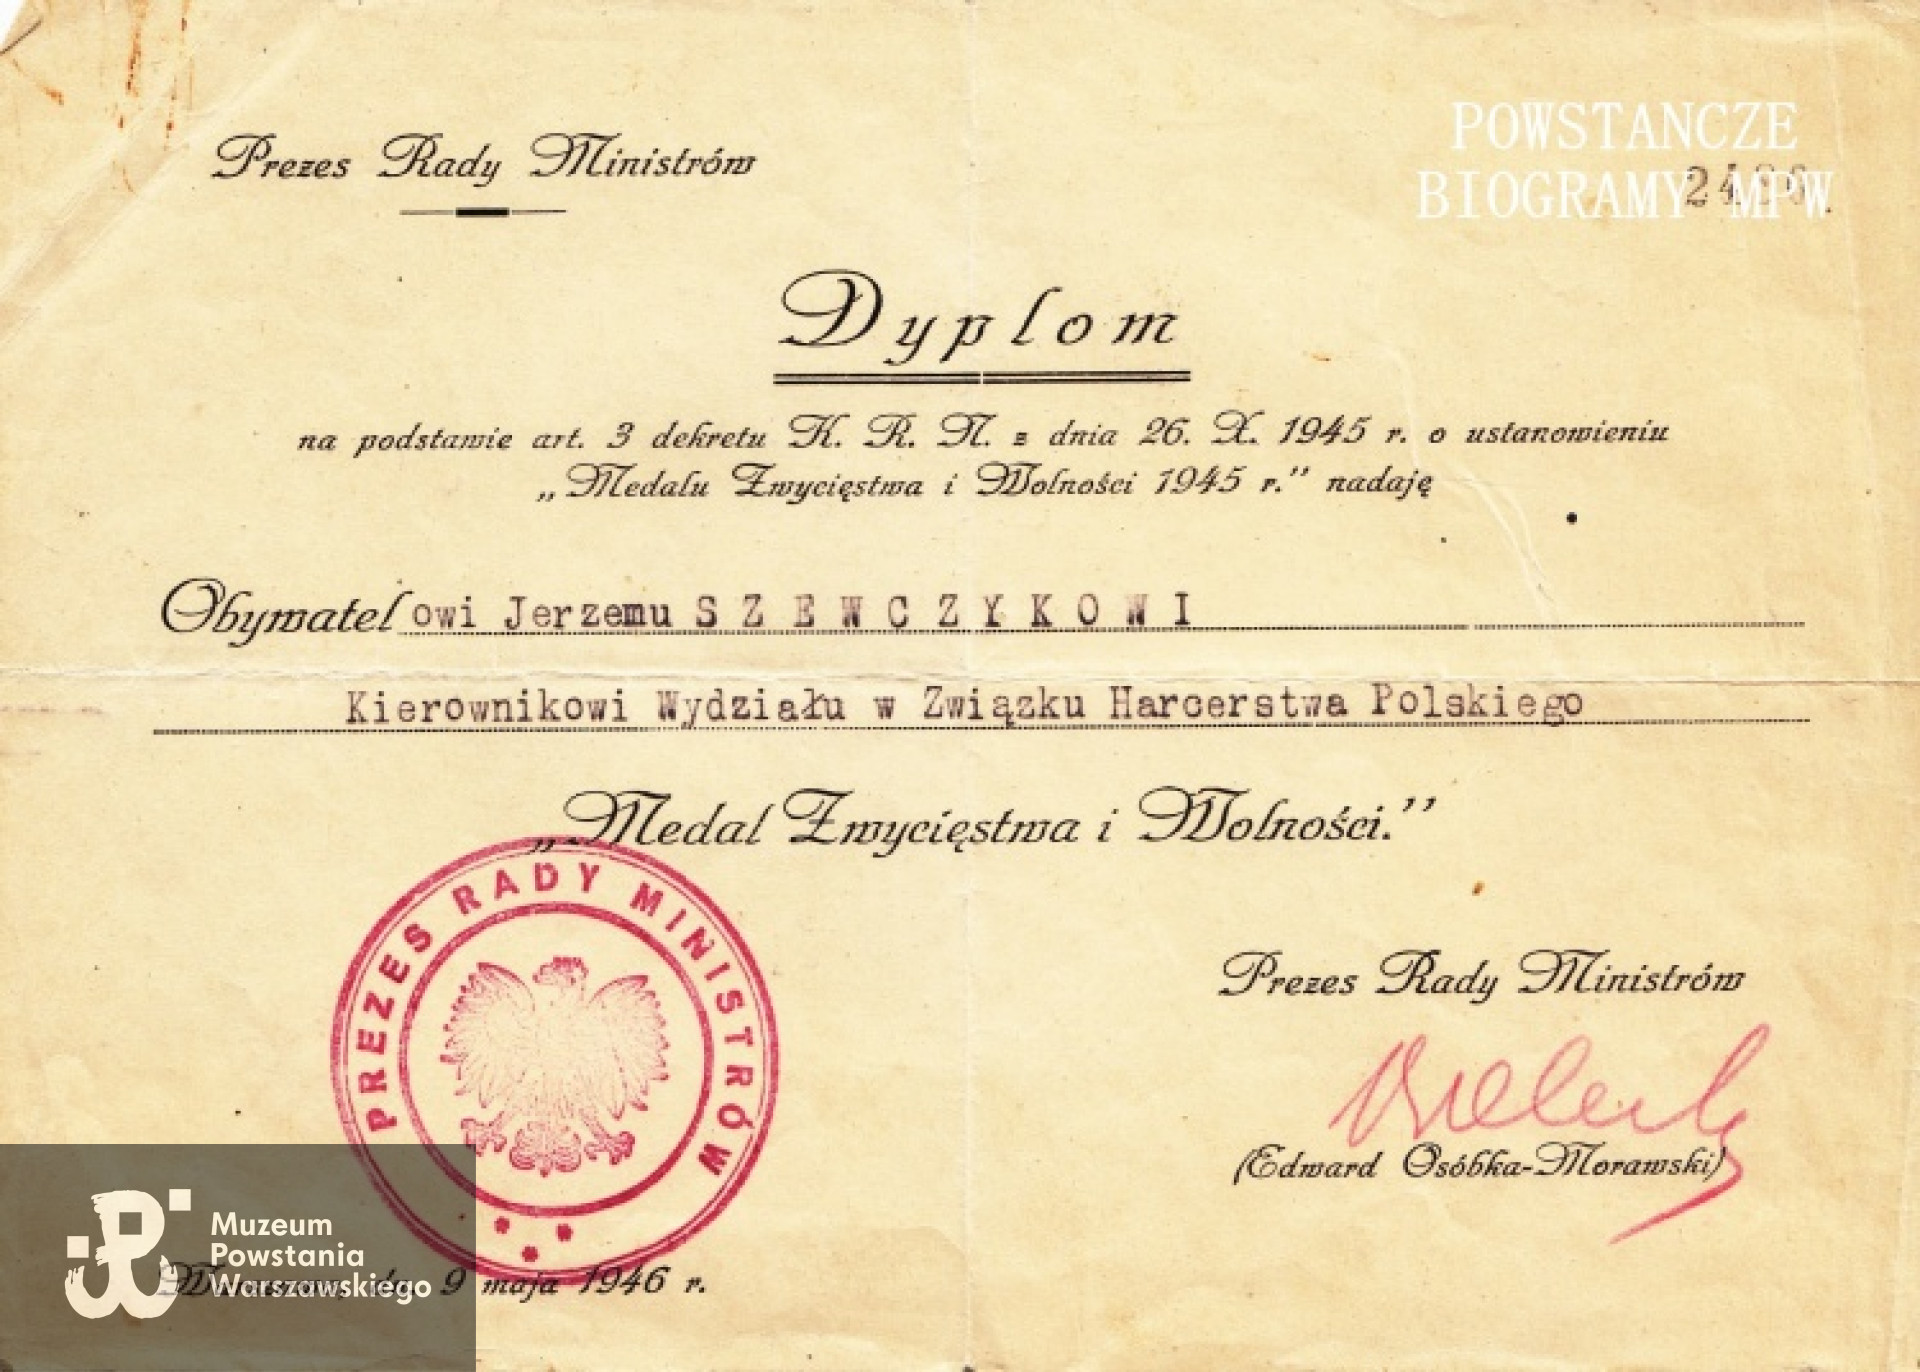 Prezes Rady Ministrów
POWSTANCZE
BIOGRAMY MPW
Dyplom
na podstawie art. 3 dekretu K. R. N. z dnia 26. X. 1945 r. o ustanowieniu
„Medalu Zwycięstwa i Wolności 1945 r.” nadaję
Obywatelowi Jerzemu SZEWCZYKOWI
Kierownikowi Wydziału w Związku Harcerstwa Polskiego
„Medal Zwycięstwa i Wolności.”
PREZES RADY MINISTRÓW
Prezes Rady Ministrów
(Edward Osóbka-Morawski)
Muzeum
Powstania
Warszawskiego
9 maja 1946 r.